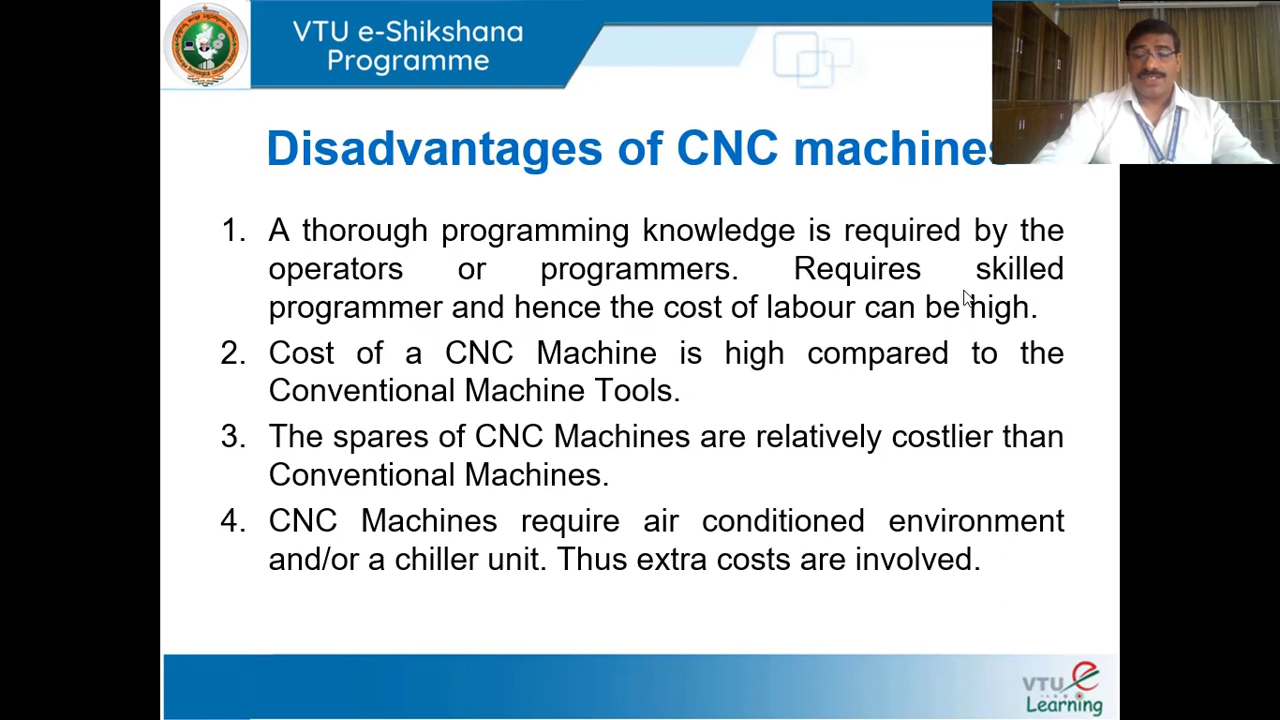 VTU e-Shikshana
Programme
Disadvantages of CNC machines
1. A thorough programming knowledge is required by the
operators or programmers. Requires skilled
programmer and hence the cost of labour can be high.
2. Cost of a CNC Machine is high compared to the
Conventional Machine Tools.
3. The spares of CNC Machines are relatively costlier than
Conventional Machines.
4. CNC Machines require air conditioned environment
and/or a chiller unit. Thus extra costs are involved.
VTU e
Learning